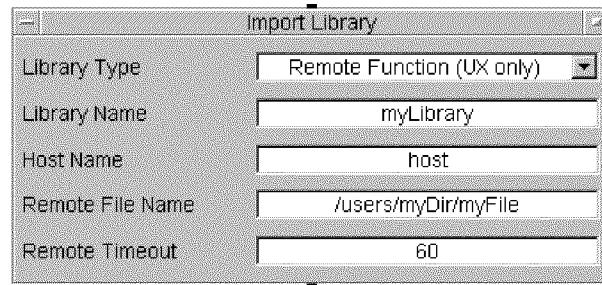 Import Library
Library Type Remote Function (UX only)
Library Name myLibrary
Host Name host
Remote File Name /users/myDir/myFile
Remote Timeout 60